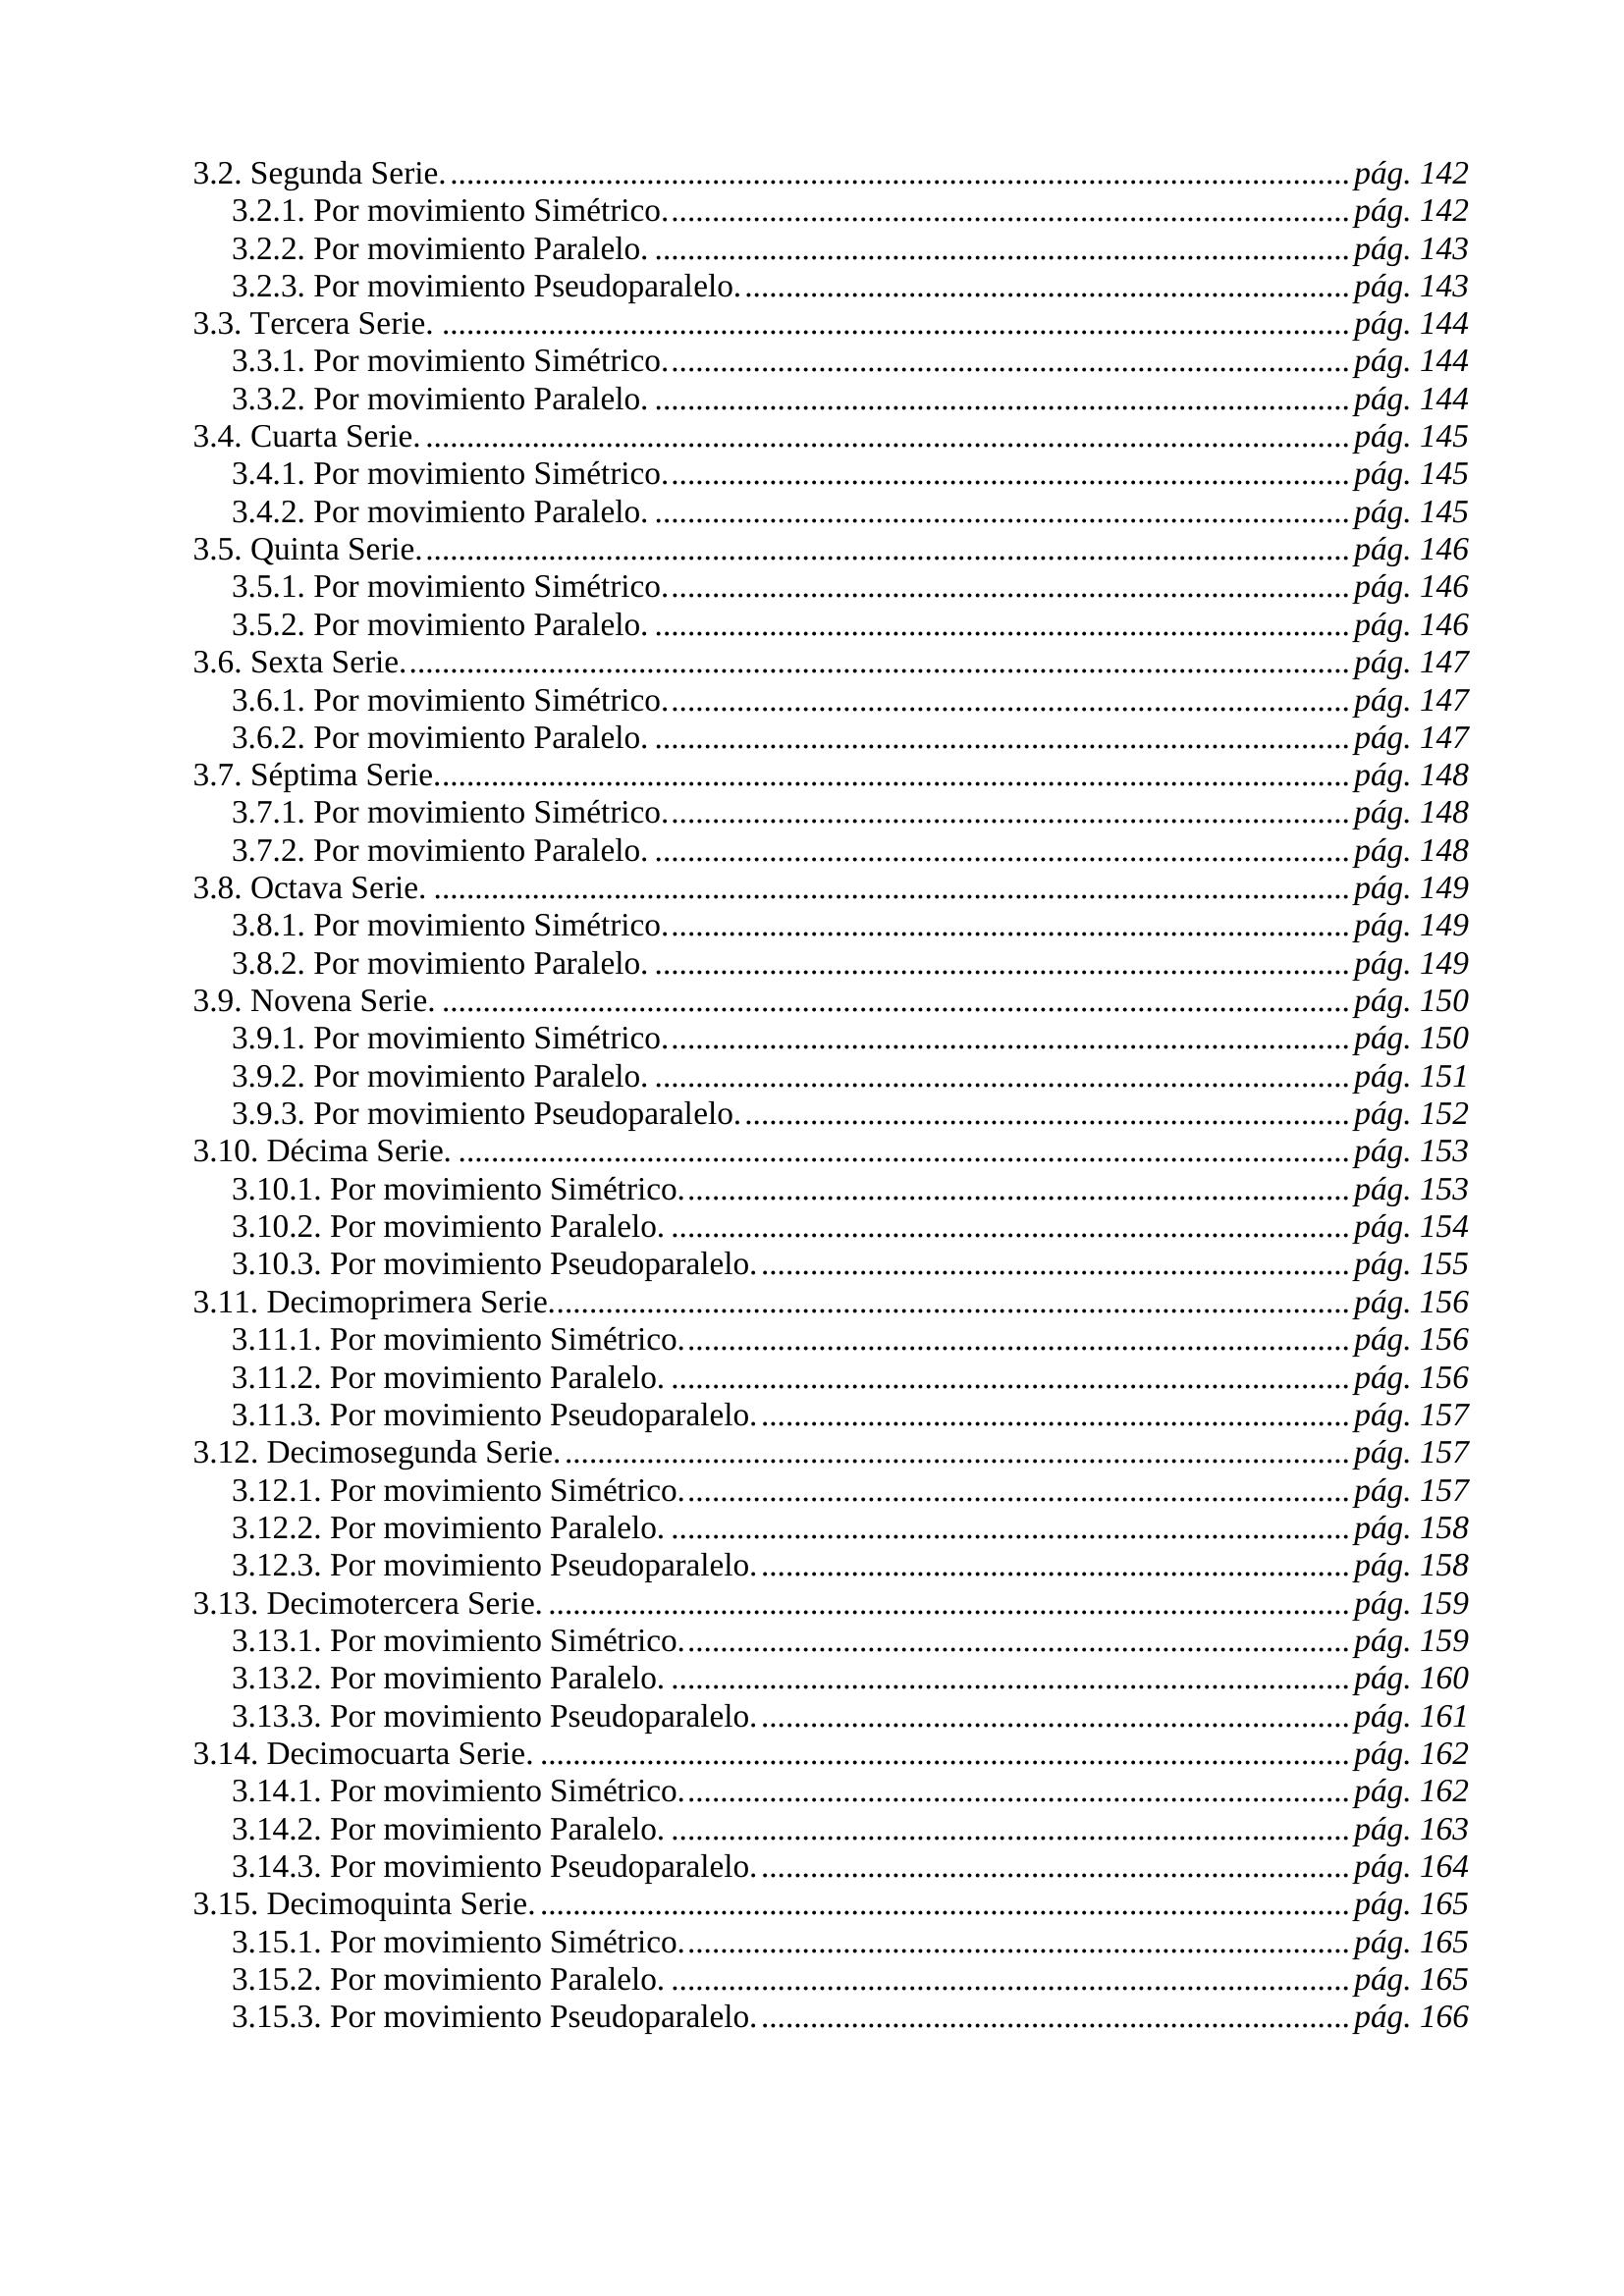 3.2. Segunda Serie. ........ pág. 142
3.2.1. Por movimiento Simétrico. ........ pág. 142
3.2.2. Por movimiento Paralelo. ........ pág. 143
3.2.3. Por movimiento Pseudoparalelo. ........ pág. 143
3.3. Tercera Serie. ........ pág. 144
3.3.1. Por movimiento Simétrico. ........ pág. 144
3.3.2. Por movimiento Paralelo. ........ pág. 144
3.4. Cuarta Serie. ........ pág. 145
3.4.1. Por movimiento Simétrico. ........ pág. 145
3.4.2. Por movimiento Paralelo. ........ pág. 145
3.5. Quinta Serie. ........ pág. 146
3.5.1. Por movimiento Simétrico. ........ pág. 146
3.5.2. Por movimiento Paralelo. ........ pág. 146
3.6. Sexta Serie. ........ pág. 147
3.6.1. Por movimiento Simétrico. ........ pág. 147
3.6.2. Por movimiento Paralelo. ........ pág. 147
3.7. Séptima Serie. ........ pág. 148
3.7.1. Por movimiento Simétrico. ........ pág. 148
3.7.2. Por movimiento Paralelo. ........ pág. 148
3.8. Octava Serie. ........ pág. 149
3.8.1. Por movimiento Simétrico. ........ pág. 149
3.8.2. Por movimiento Paralelo. ........ pág. 149
3.9. Novena Serie. ........ pág. 150
3.9.1. Por movimiento Simétrico. ........ pág. 150
3.9.2. Por movimiento Paralelo. ........ pág. 151
3.9.3. Por movimiento Pseudoparalelo. ........ pág. 152
3.10. Décima Serie. ........ pág. 153
3.10.1. Por movimiento Simétrico. ........ pág. 153
3.10.2. Por movimiento Paralelo. ........ pág. 154
3.10.3. Por movimiento Pseudoparalelo. ........ pág. 155
3.11. Decimoprimera Serie. ........ pág. 156
3.11.1. Por movimiento Simétrico. ........ pág. 156
3.11.2. Por movimiento Paralelo. ........ pág. 156
3.11.3. Por movimiento Pseudoparalelo. ........ pág. 157
3.12. Decimosegunda Serie. ........ pág. 157
3.12.1. Por movimiento Simétrico. ........ pág. 157
3.12.2. Por movimiento Paralelo. ........ pág. 158
3.12.3. Por movimiento Pseudoparalelo. ........ pág. 158
3.13. Decimotercera Serie. ........ pág. 159
3.13.1. Por movimiento Simétrico. ........ pág. 159
3.13.2. Por movimiento Paralelo. ........ pág. 160
3.13.3. Por movimiento Pseudoparalelo. ........ pág. 161
3.14. Decimocuarta Serie. ........ pág. 162
3.14.1. Por movimiento Simétrico. ........ pág. 162
3.14.2. Por movimiento Paralelo. ........ pág. 163
3.14.3. Por movimiento Pseudoparalelo. ........ pág. 164
3.15. Decimoquinta Serie. ........ pág. 165
3.15.1. Por movimiento Simétrico. ........ pág. 165
3.15.2. Por movimiento Paralelo. ........ pág. 165
3.15.3. Por movimiento Pseudoparalelo. ........ pág. 166